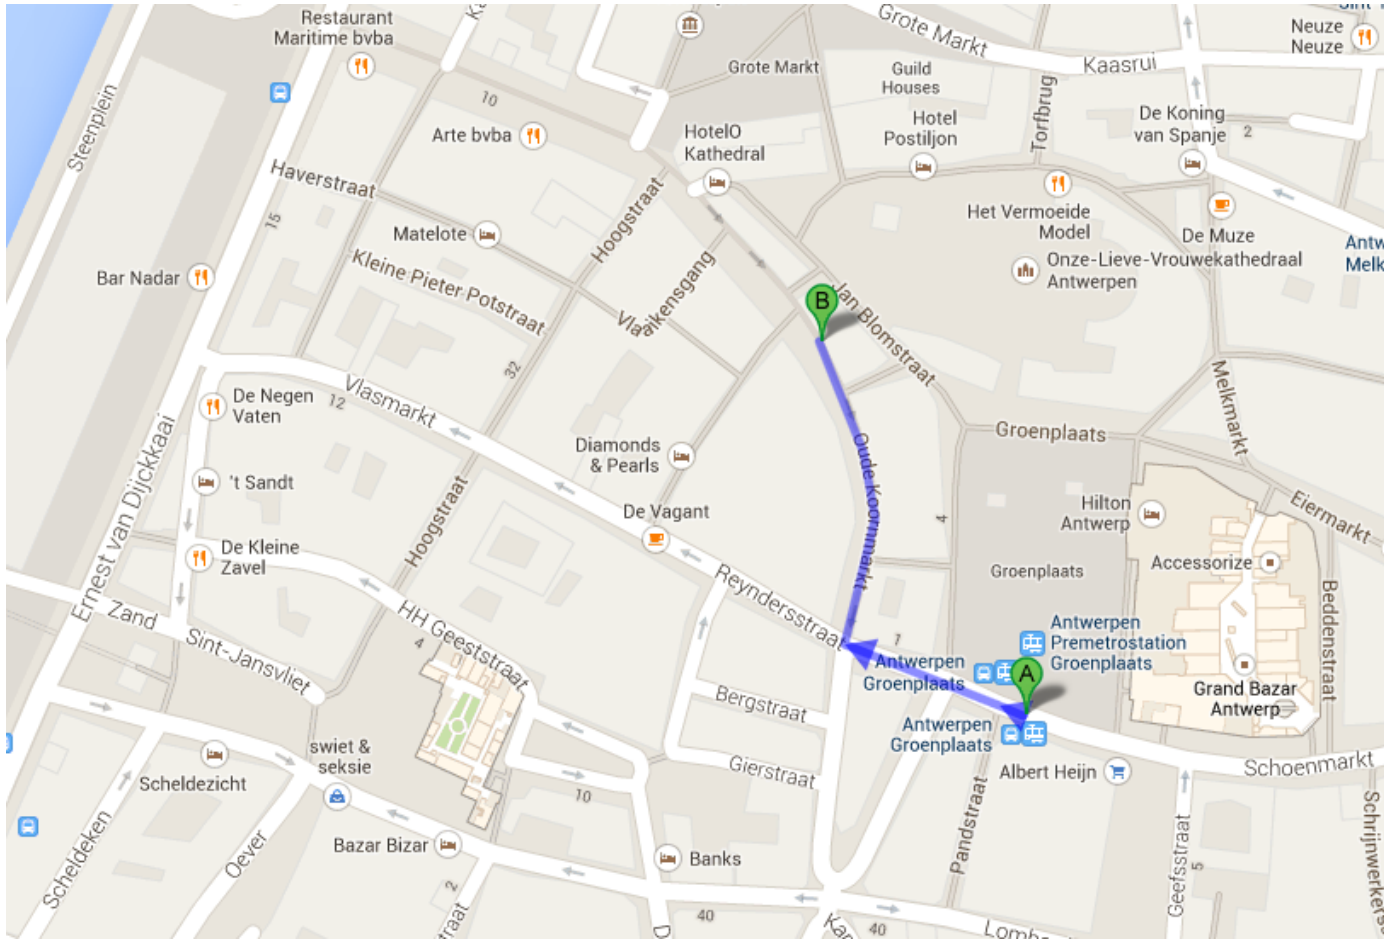 Restaurant
Maritime bvba
Grote Markt
Neuze
Neuze
Kaasrui
Grote Markt
Guild
Houses
Steenplein
10
Torfbrug
De Koning
van Spanje
2
Arte bvba
HotelO
Kathedral
Hotel
Postiljon
Haverstraat
15
Matelote
Hoogstraat
Het Vermoeide
Model
De Muze
Bar Nadar
Kleine Pieter Potstraat
Vlaaikensgang
Onze-Lieve-Vrouwekathedraal
Antwerpen
B
Jan Blomstraat
32
Vlasmarkt
12
De Negen
Vaten
Melkmarkt
Groenplaats
Diamonds
& Pearls
Oude Koornmarkt
't Sandt
Hoogstraat
De Vagant
4
Hilton
Antwerp
Eiermarkt
Ernest van Dijckkaai
De Kleine
Zavel
Reyndersstraat
Groenplaats
Accessorize
Beddenstraat
Zand
Sint-Jansvliet
HH Geeststraat
4
1
Antwerpen
Premetrostation
Groenplaats
Antwerpen
Groenplaats
A
Bergstraat
Antwerpen
Groenplaats
Grand Bazar
Antwerp
swiet &
seksie
Scheldezicht
Gierstraat
Albert Heijn
Schoenmarkt
10
Scheldeken
Oever
Bazar Bizar
Banks
Pandstraat
Geefsstraat
5
2
40
40